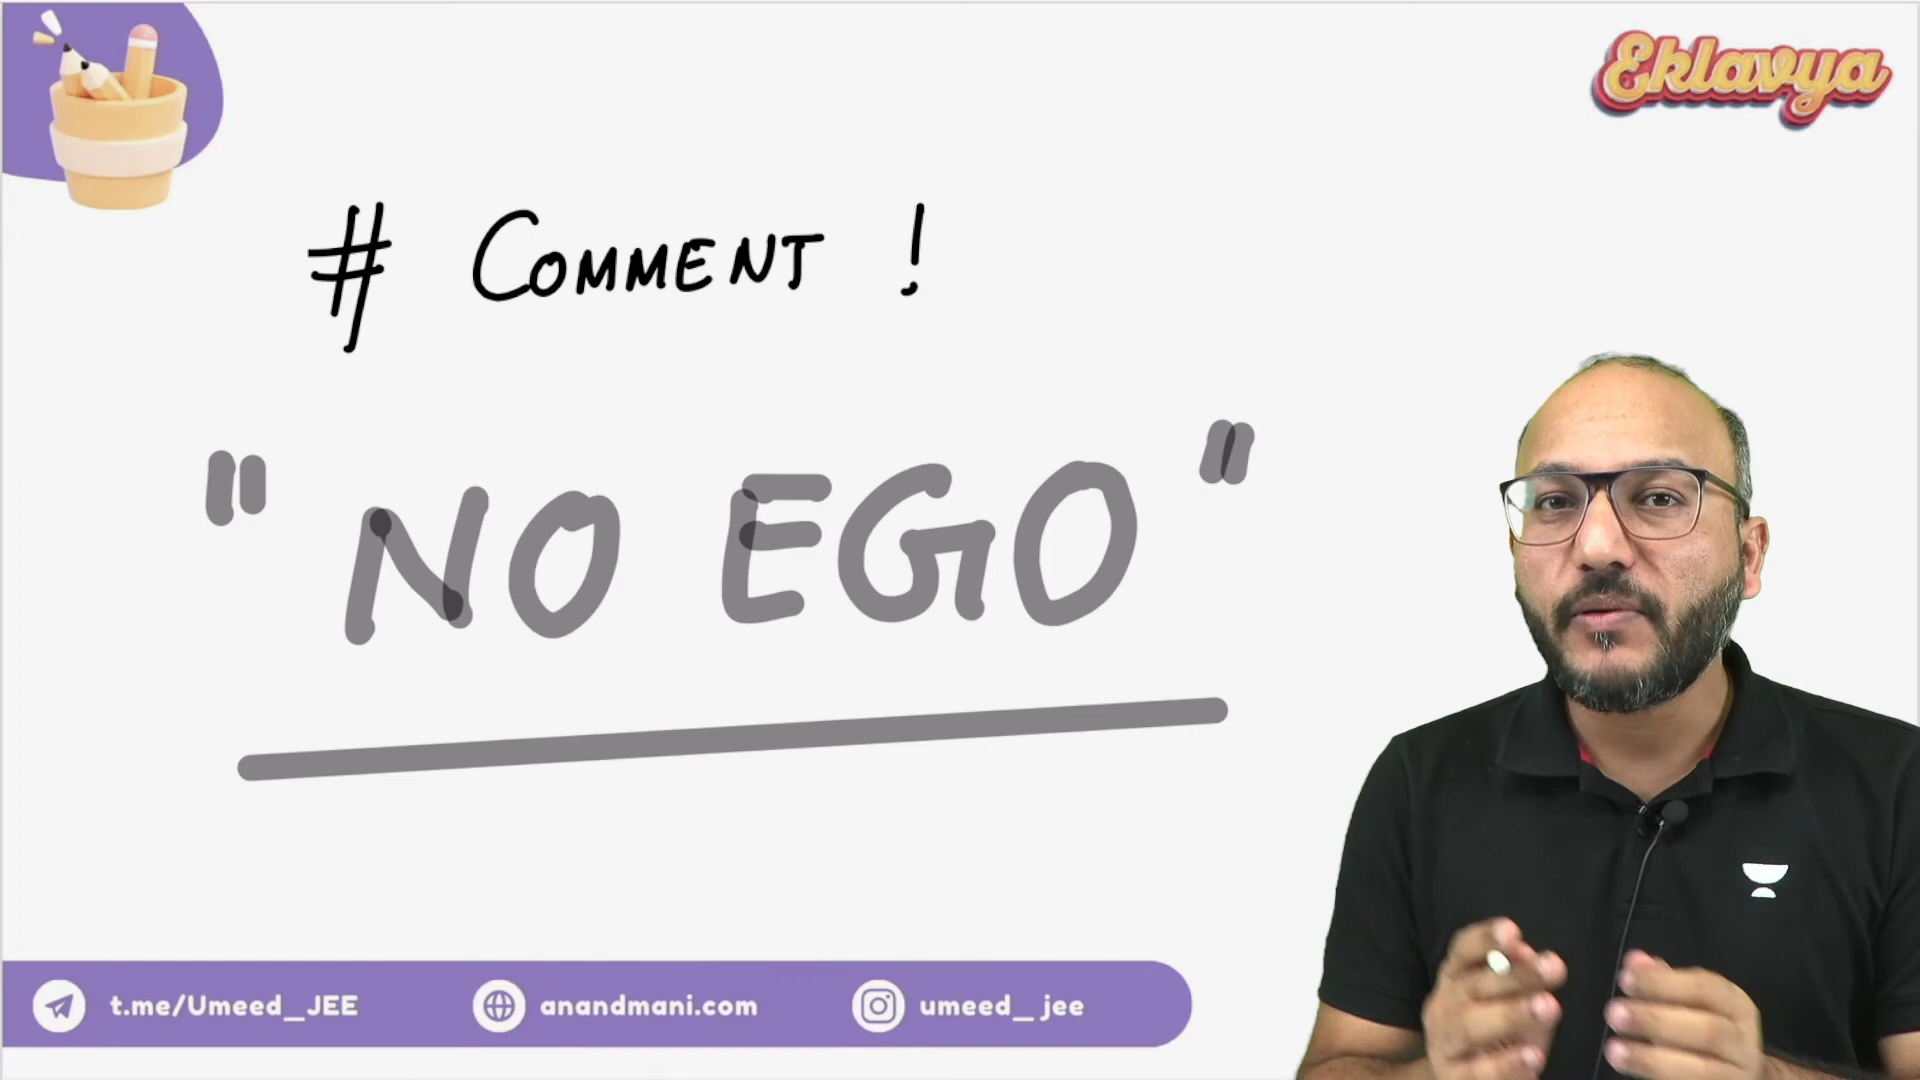 Eklavya
# COMMENT !
" NO EGO "
t.me/Umeed_JEE
anandmani.com
umeed_jee